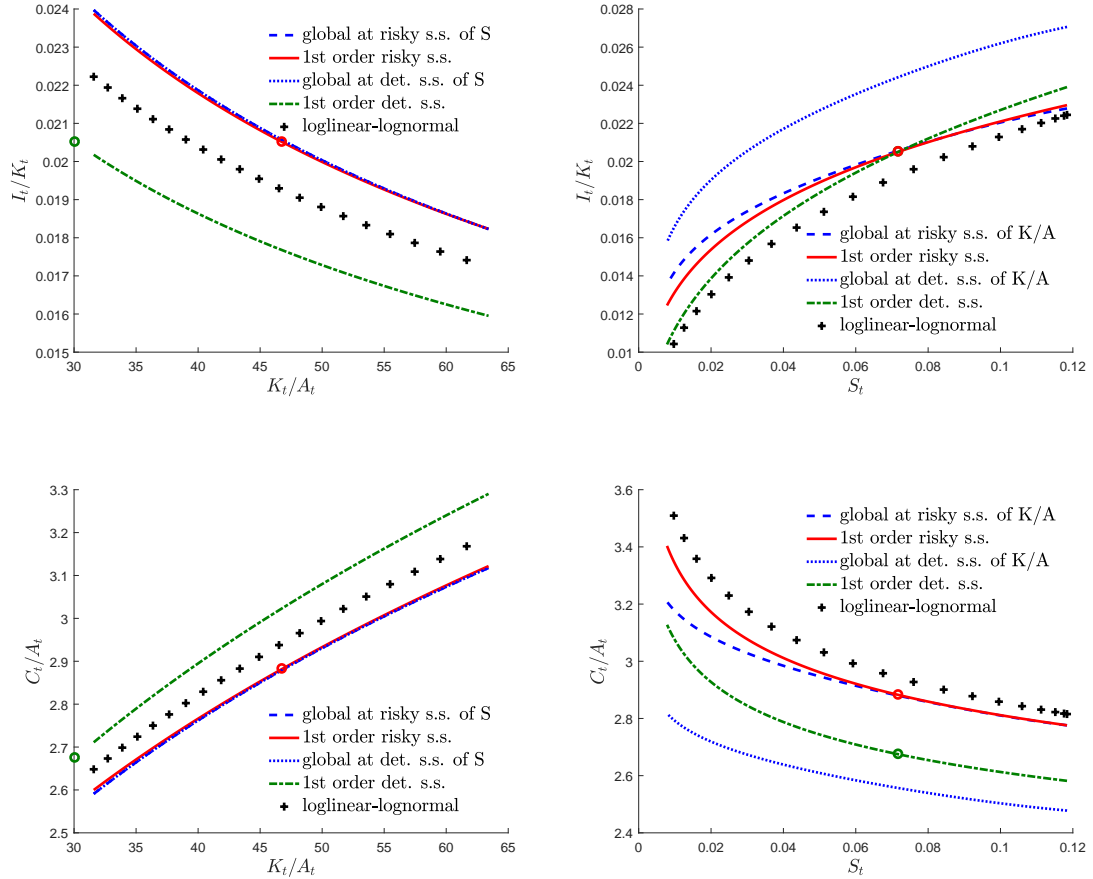 0.024
0.023
0.022
0.021
0.02
0.019
0.018
0.017
0.016
0.015
I_t/K_t
global at risky s.s. of S
1st order risky s.s.
global at det. s.s. of S
1st order det. s.s.
loglinear-lognormal
30 35 40 45 50 55 60 65
K_t/A_t
0.028
0.026
0.024
0.022
0.02
0.018
0.016
0.014
0.012
0.01
I_t/K_t
global at risky s.s. of K/A
1st order risky s.s.
global at det. s.s. of K/A
1st order det. s.s.
loglinear-lognormal
0 0.02 0.04 0.06 0.08 0.1 0.12
S_t
3.3
3.2
3.1
3
2.9
2.8
2.7
2.6
2.5
C_t/A_t
global at risky s.s. of S
1st order risky s.s.
global at det. s.s. of S
1st order det. s.s.
loglinear-lognormal
30 35 40 45 50 55 60 65
K_t/A_t
3.6
3.4
3.2
3
2.8
2.6
2.4
C_t/A_t
global at risky s.s. of K/A
1st order risky s.s.
global at det. s.s. of K/A
1st order det. s.s.
loglinear-lognormal
0 0.02 0.04 0.06 0.08 0.1 0.12
S_t